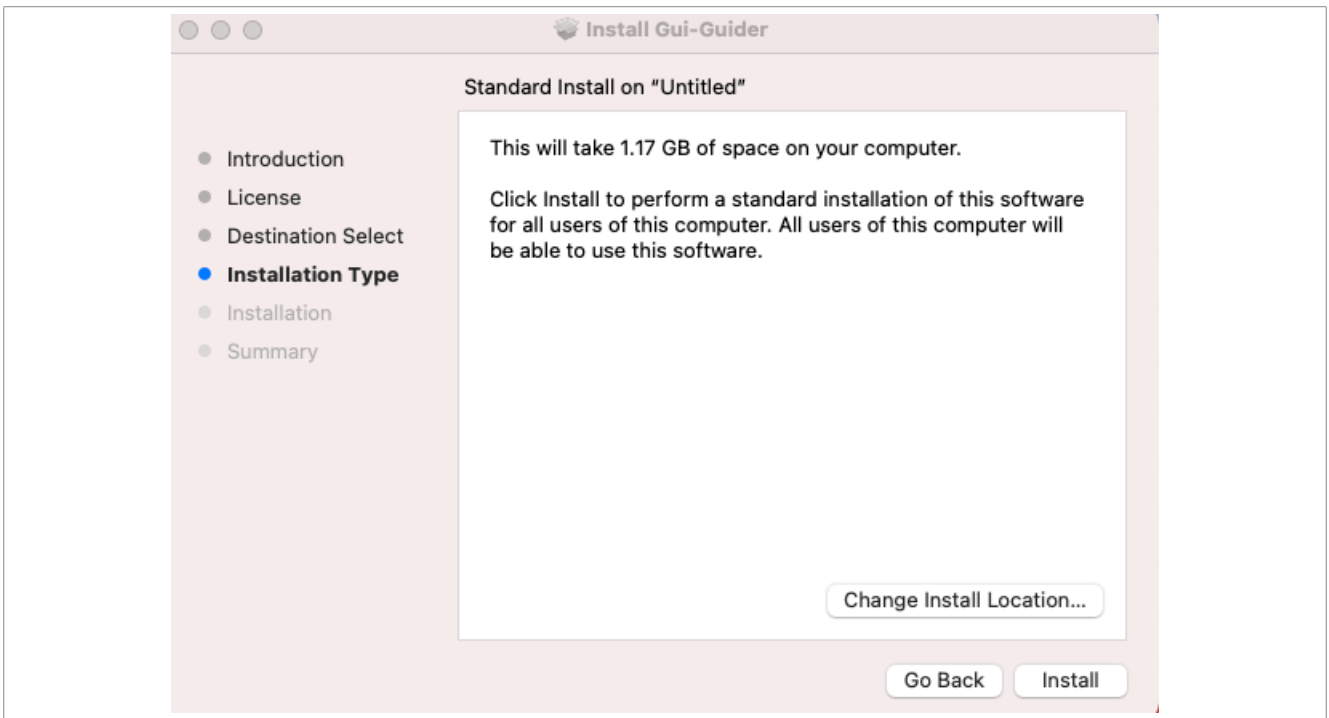 Install Gui-Guider
Standard Install on “Untitled”
Introduction
License
Destination Select
Installation Type
Installation
Summary
This will take 1.17 GB of space on your computer.
Click Install to perform a standard installation of this software
for all users of this computer. All users of this computer will
be able to use this software.
Change Install Location...
Go Back
Install